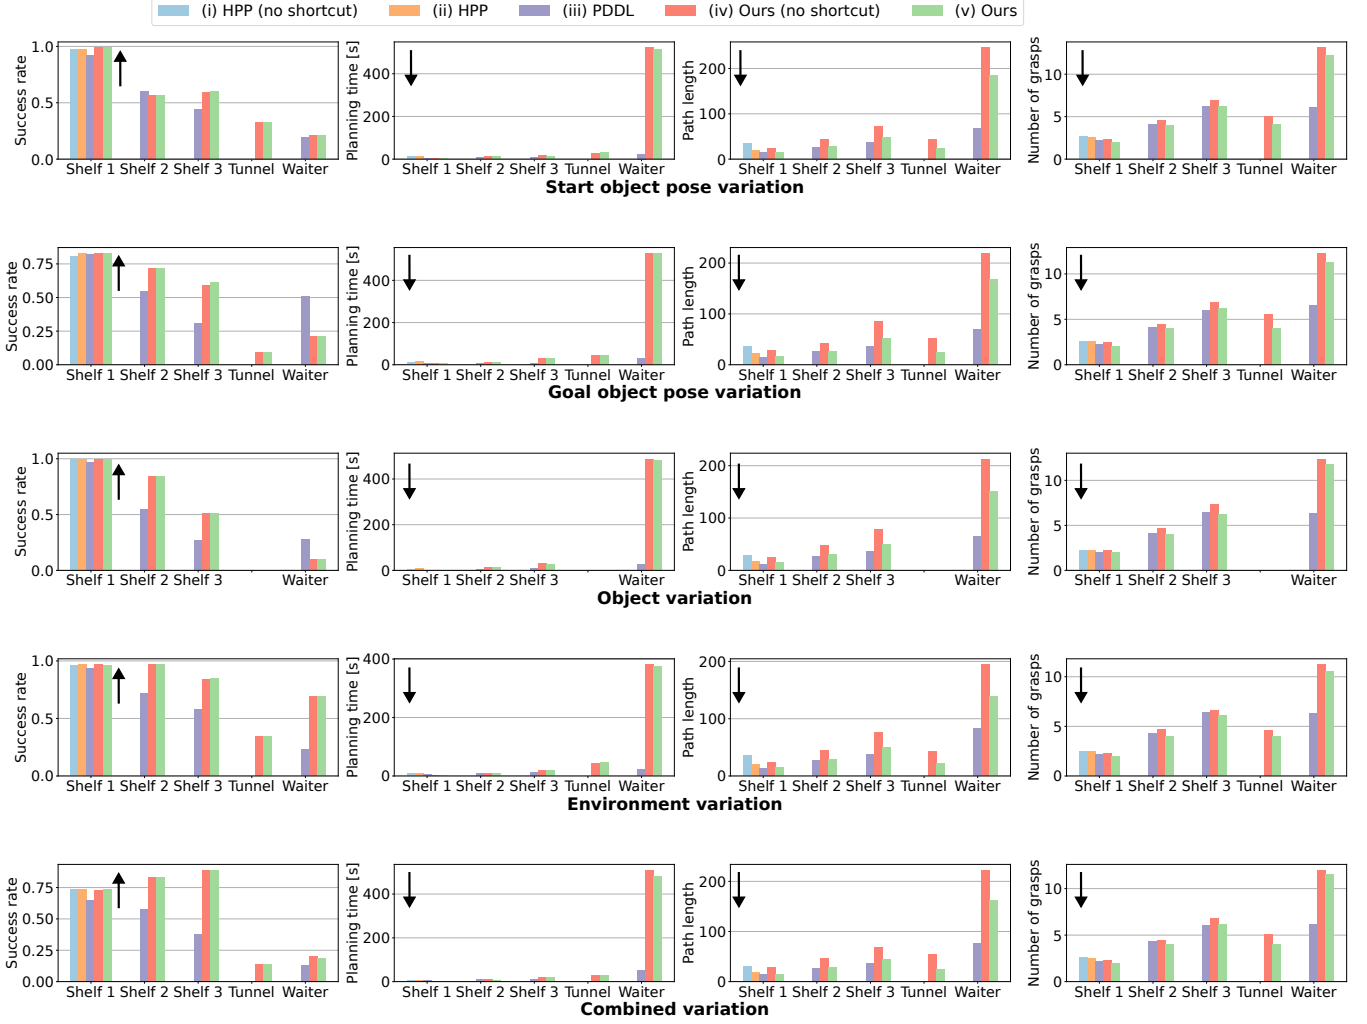 (i) HPP (no shortcut) (ii) HPP (iii) PDDL (iv) Ours (no shortcut) (v) Ours
Success rate
1.0
0.5
0.0
Shelf 1 Shelf 2 Shelf 3 Tunnel Waiter
Planning time [s]
400
200
0
Shelf 1 Shelf 2 Shelf 3 Tunnel Waiter
Path length
200
100
0
Shelf 1 Shelf 2 Shelf 3 Tunnel Waiter
Number of grasps
10
5
0
Shelf 1 Shelf 2 Shelf 3 Tunnel Waiter
Start object pose variation
Success rate
0.75
0.50
0.25
0.00
Shelf 1 Shelf 2 Shelf 3 Tunnel Waiter
Planning time [s]
400
200
0
Shelf 1 Shelf 2 Shelf 3 Tunnel Waiter
Path length
200
100
0
Shelf 1 Shelf 2 Shelf 3 Tunnel Waiter
Number of grasps
10
5
0
Shelf 1 Shelf 2 Shelf 3 Tunnel Waiter
Goal object pose variation
Success rate
1.0
0.5
0.0
Shelf 1 Shelf 2 Shelf 3 Waiter
Planning time [s]
400
200
0
Shelf 1 Shelf 2 Shelf 3 Waiter
Path length
200
100
0
Shelf 1 Shelf 2 Shelf 3 Waiter
Number of grasps
10
5
0
Shelf 1 Shelf 2 Shelf 3 Waiter
Object variation
Success rate
1.0
0.5
0.0
Shelf 1 Shelf 2 Shelf 3 Tunnel Waiter
Planning time [s]
400
200
0
Shelf 1 Shelf 2 Shelf 3 Tunnel Waiter
Path length
200
100
0
Shelf 1 Shelf 2 Shelf 3 Tunnel Waiter
Number of grasps
10
5
0
Shelf 1 Shelf 2 Shelf 3 Tunnel Waiter
Environment variation
Success rate
0.75
0.50
0.25
0.00
Shelf 1 Shelf 2 Shelf 3 Tunnel Waiter
Planning time [s]
400
200
0
Shelf 1 Shelf 2 Shelf 3 Tunnel Waiter
Path length
200
100
0
Shelf 1 Shelf 2 Shelf 3 Tunnel Waiter
Number of grasps
10
5
0
Shelf 1 Shelf 2 Shelf 3 Tunnel Waiter
Combined variation